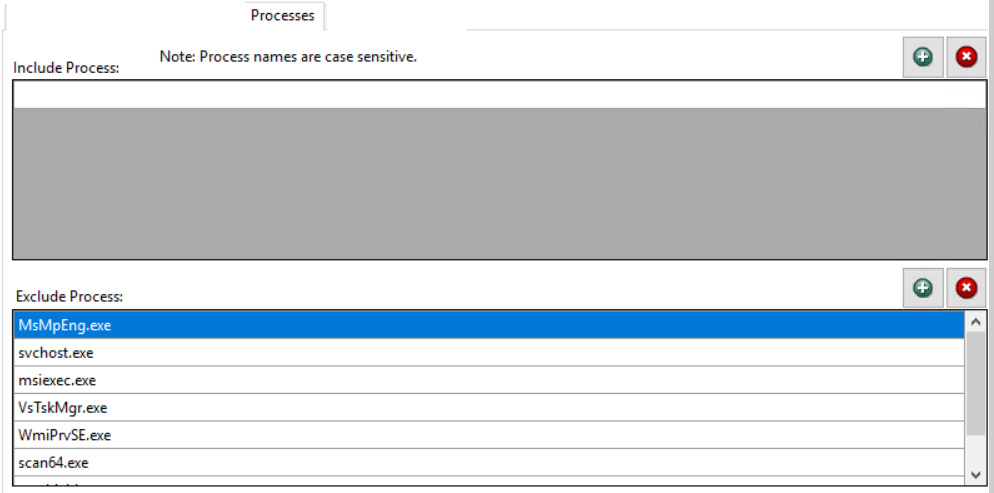 Processes
Note: Process names are case sensitive.
Include Process:
Exclude Process:
MsMpEng.exe
svchost.exe
msiexec.exe
VsTskMgr.exe
WmiPrvSE.exe
scan64.exe